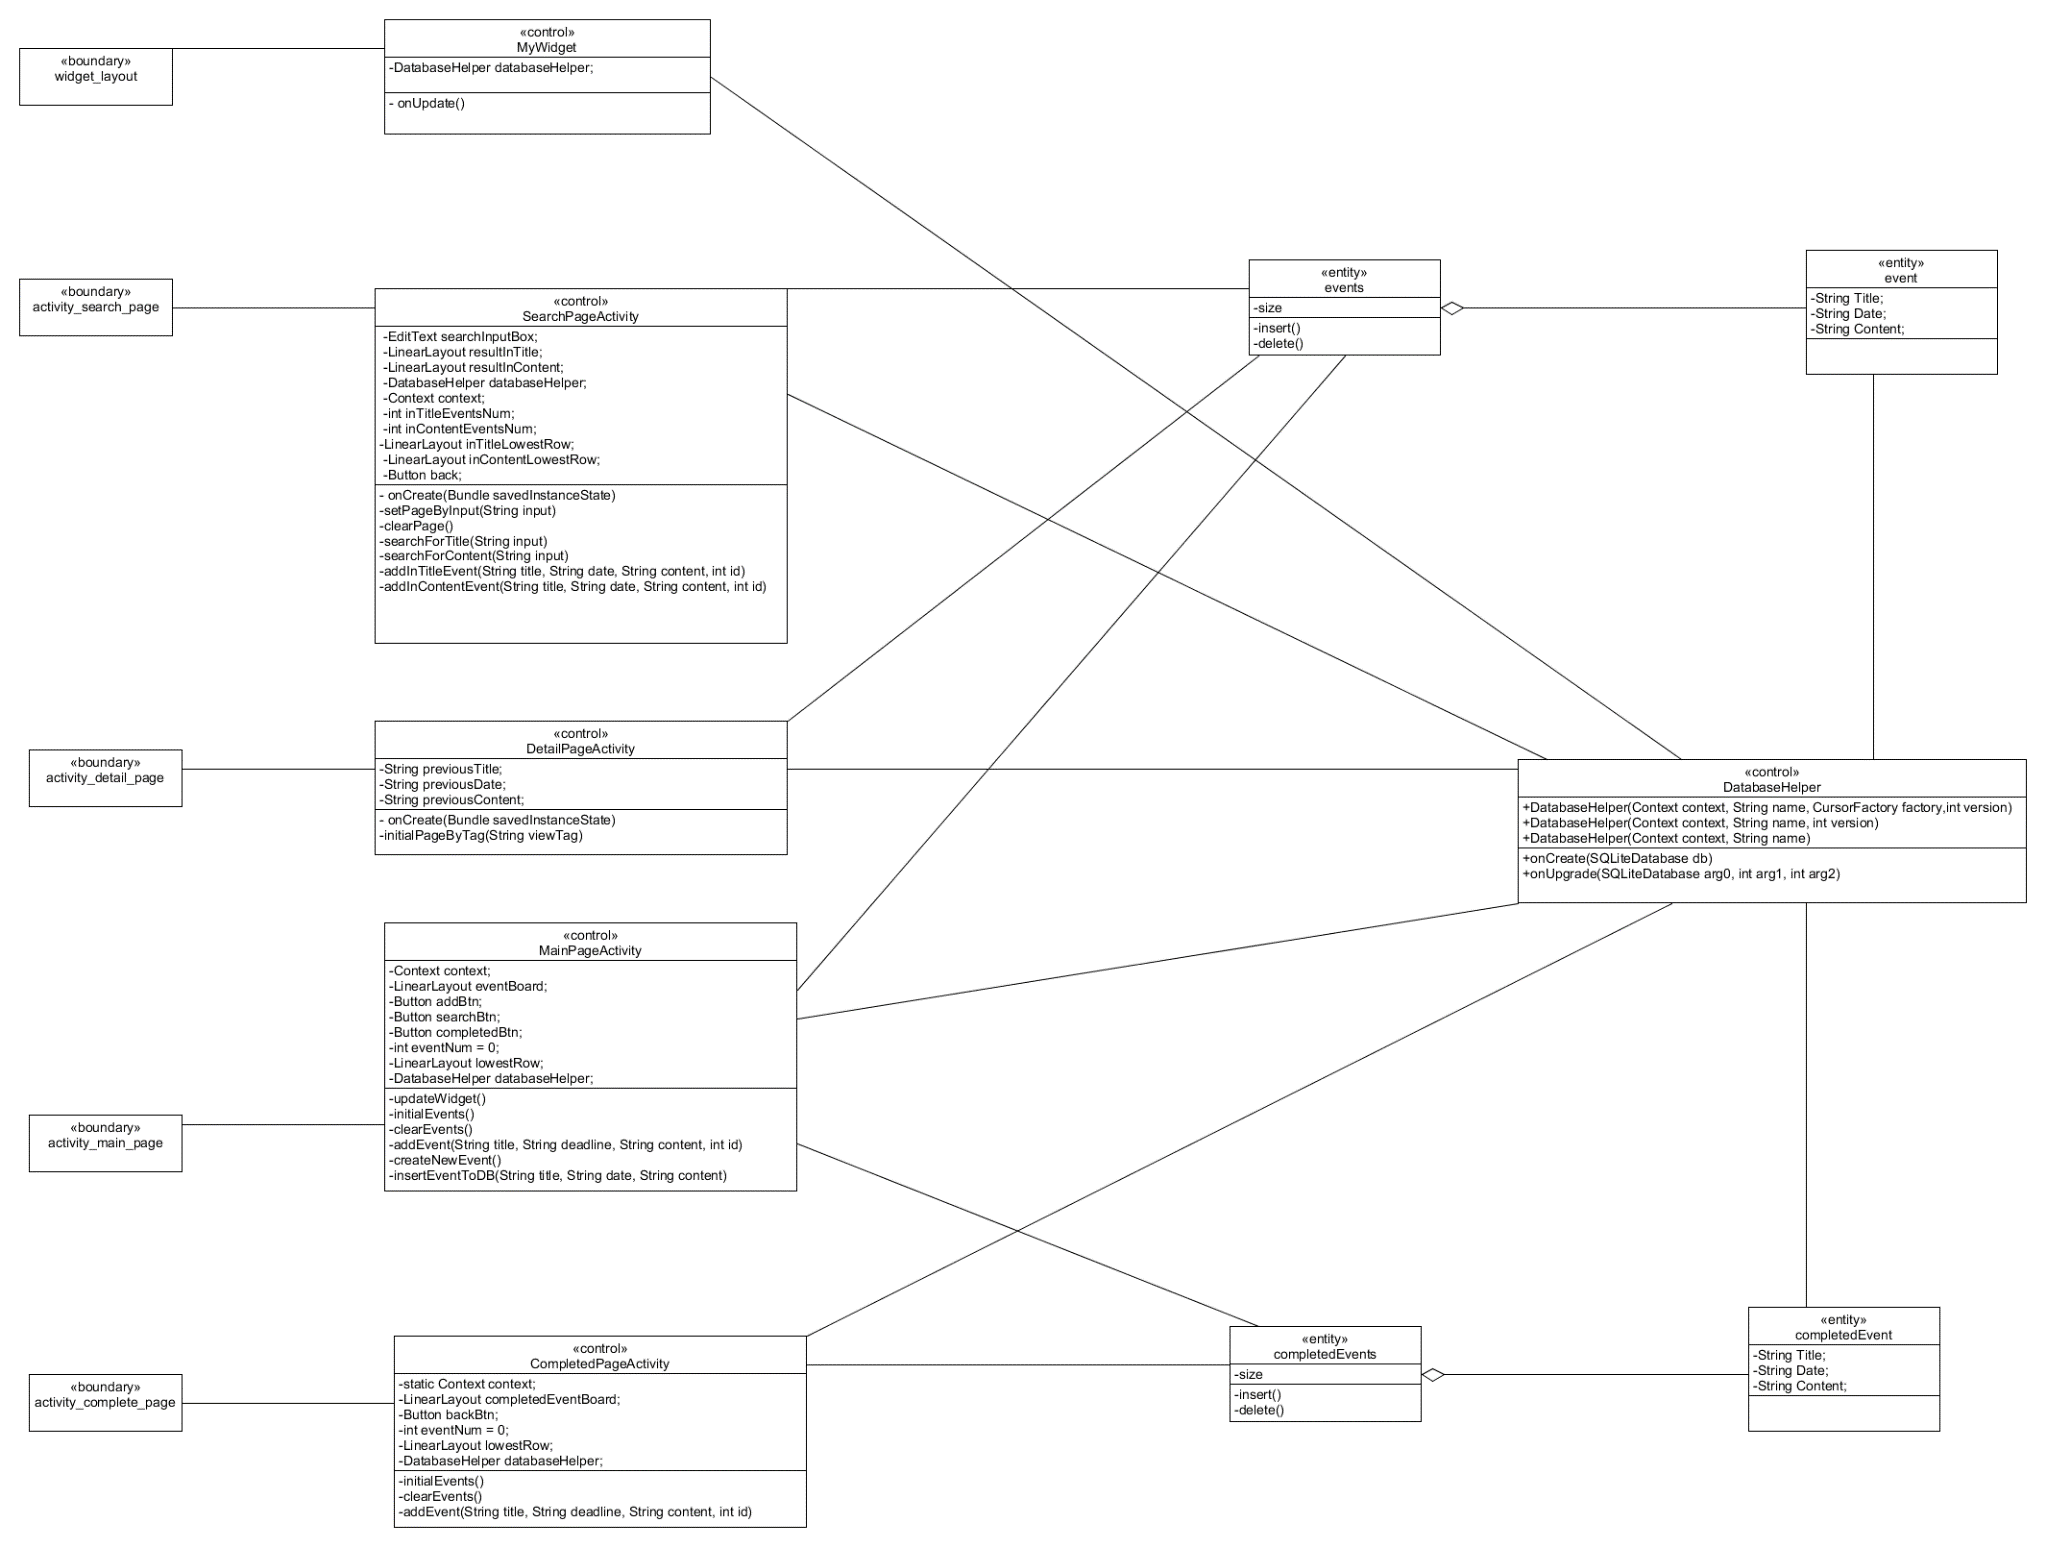 «boundary»
widget_layout
«control»
MyWidget
-DatabaseHelper databaseHelper;
- onUpdate()
«boundary»
activity_search_page
«control»
SearchPageActivity
-EditText searchInputBox;
-LinearLayout resultInTitle;
-LinearLayout resultInContent;
-DatabaseHelper databaseHelper;
-Context context;
-int inTitleEventsNum;
-int inContentEventsNum;
-LinearLayout inTitleLowestRow;
-LinearLayout inContentLowestRow;
-Button back;
- onCreate(Bundle savedInstanceState)
-setPageByInput(String input)
-clearPage()
-searchForTitle(String input)
-searchForContent(String input)
-addInTitleEvent(String title, String date, String content, int id)
-addInContentEvent(String title, String date, String content, int id)
«entity»
events
-size
-insert()
-delete()
«entity»
event
-String Title;
-String Date;
-String Content;
«boundary»
activity_detail_page
«control»
DetailPageActivity
-String previousTitle;
-String previousDate;
-String previousContent;
- onCreate(Bundle savedInstanceState)
-initialPageByTag(String viewTag)
«control»
DatabaseHelper
+DatabaseHelper(Context context, String name, CursorFactory factory,int version)
+DatabaseHelper(Context context, String name, int version)
+DatabaseHelper(Context context, String name)
+onCreate(SQLiteDatabase db)
+onUpgrade(SQLiteDatabase arg0, int arg1, int arg2)
«boundary»
activity_main_page
«control»
MainPageActivity
-Context context;
-LinearLayout eventBoard;
-Button addBtn;
-Button searchBtn;
-Button completedBtn;
-int eventNum = 0;
-LinearLayout lowestRow;
-DatabaseHelper databaseHelper;
-updateWidget()
-initialEvents()
-clearEvents()
-addEvent(String title, String deadline, String content, int id)
-createNewEvent()
-insertEventToDB(String title, String date, String content)
«boundary»
activity_complete_page
«control»
CompletedPageActivity
-static Context context;
-LinearLayout completedEventBoard;
-Button backBtn;
-int eventNum = 0;
-LinearLayout lowestRow;
-DatabaseHelper databaseHelper;
-initialEvents()
-clearEvents()
-addEvent(String title, String deadline, String content, int id)
«entity»
completedEvents
-size
-insert()
-delete()
«entity»
completedEvent
-String Title;
-String Date;
-String Content;